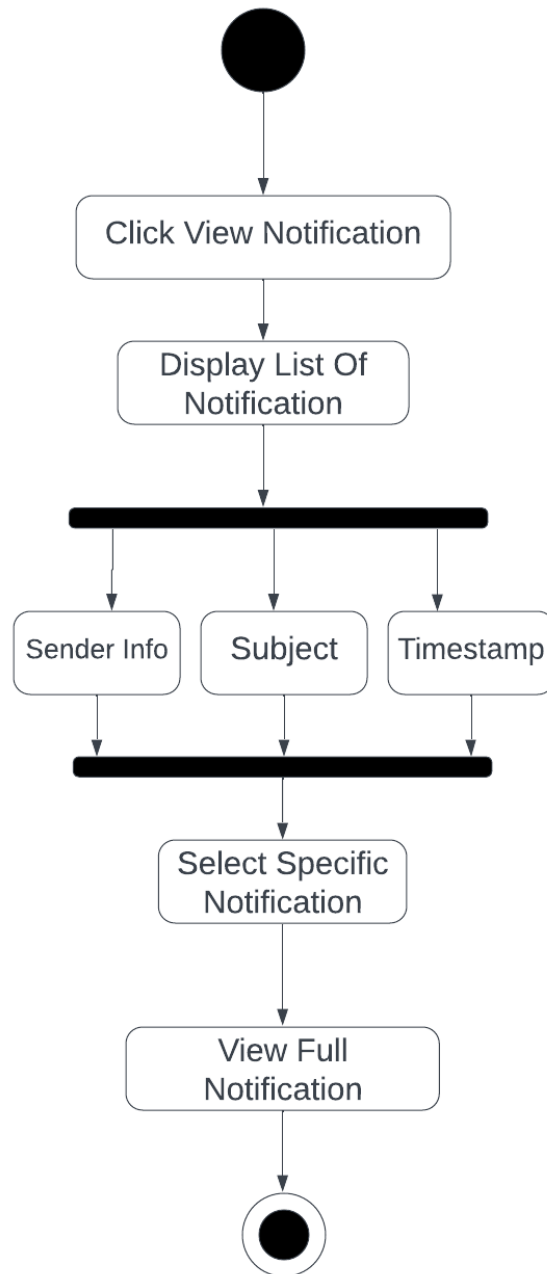 Click View Notification
Display List Of
Notification
Sender Info
Subject
Timestamp
Select Specific
Notification
View Full
Notification